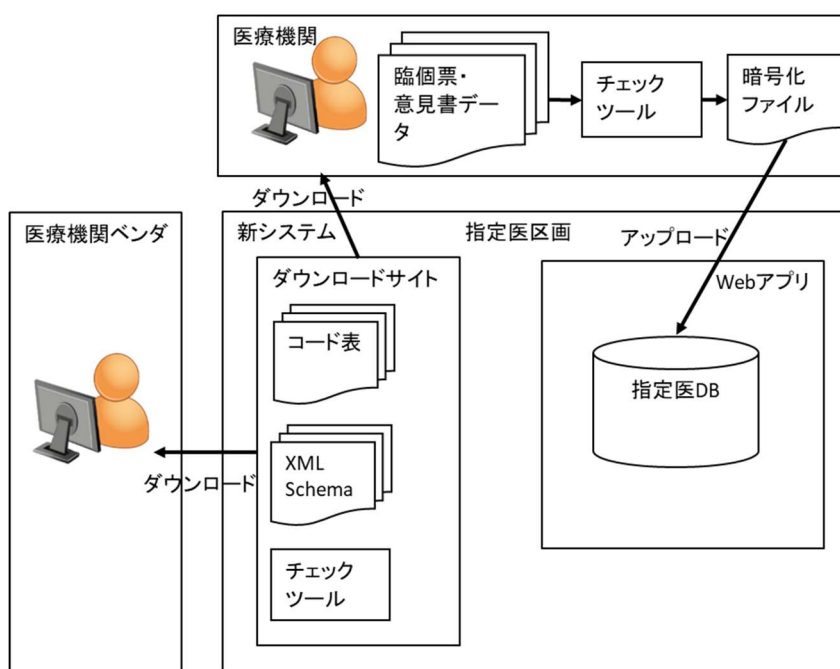 医療機関
臨個票・
意見書デー
タ
チェック
ツール
暗号化
ファイル
ダウンロード
医療機関ベンダ
新システム
指定医区画
アップロード
ダウンロードサイト
Webアプリ
コード表
指定医DB
XML
Schema
ダウンロード
チェック
ツール